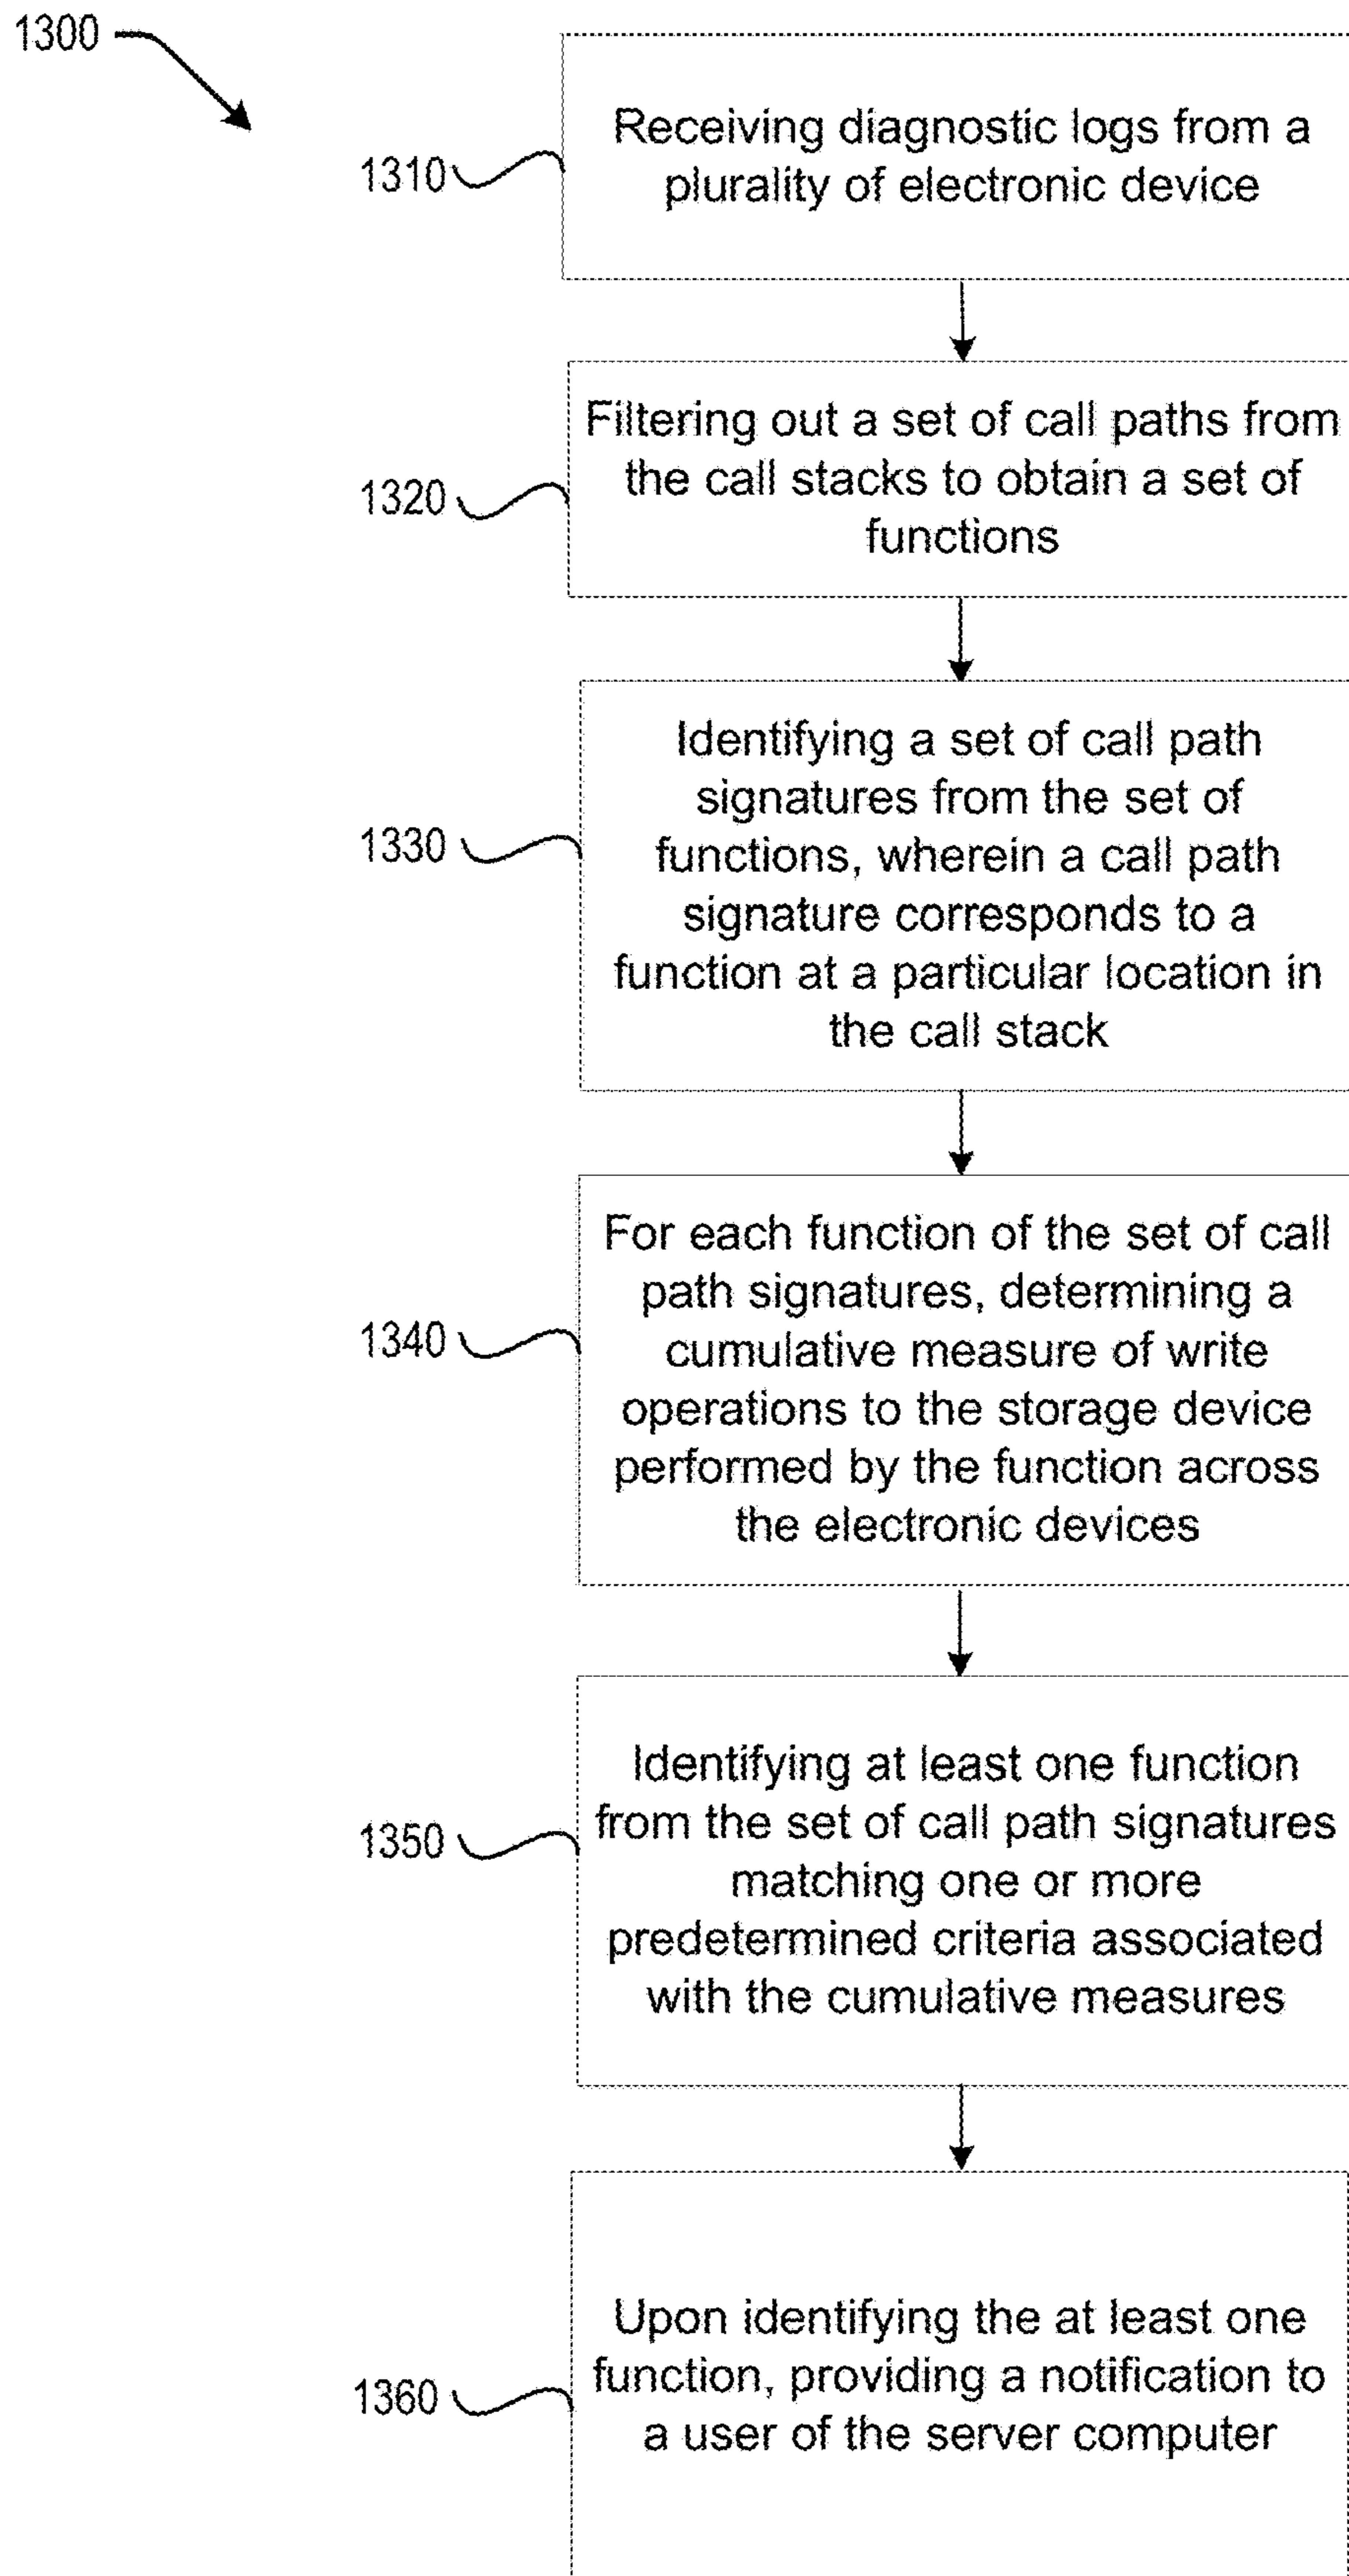 1300
Receiving diagnostic logs from a
plurality of electronic device
1310
Filtering out a set of call paths from
the call stacks to obtain a set of
functions
1320
Identifying a set of call path
signatures from the set of
functions, wherein a call path
signature corresponds to a
function at a particular location in
the call stack
1330
For each function of the set of call
path signatures, determining a
cumulative measure of write
operations to the storage device
performed by the function across
the electronic devices
1340
Identifying at least one function
from the set of call path signatures
matching one or more
predetermined criteria associated
with the cumulative measures
1350
Upon identifying the at least one
function, providing a notification to
a user of the server computer
1360